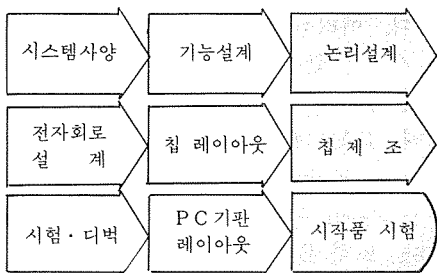 시스템사양
기능설계
논리설계
전자회로
설 계
칩 레이아웃
칩 제 조
시험·디벅
PC기판
레이아웃
시작품 시험